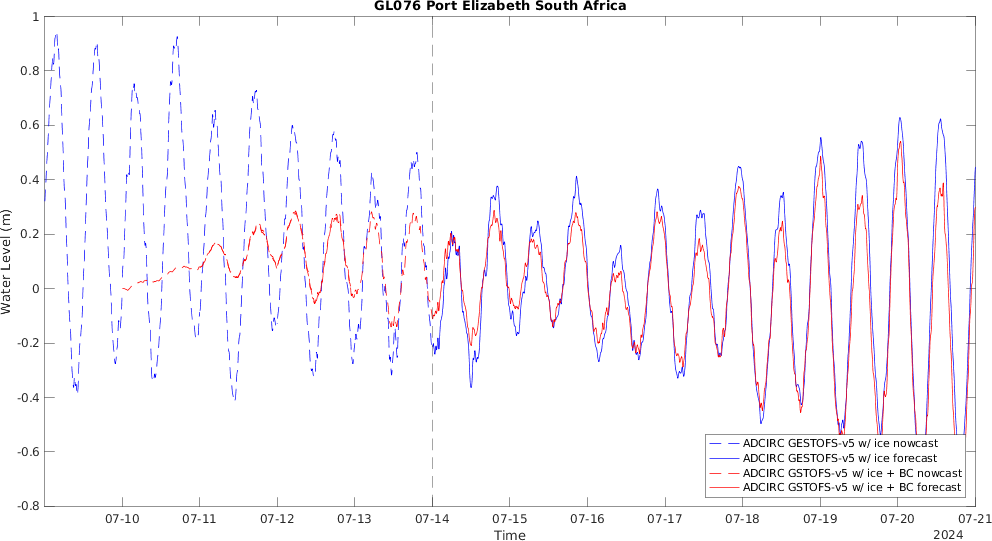 GL076 Port Elizabeth South Africa
1
0.8
0.6
0.4
0.2
0
-0.2
-0.4
-0.6
-0.8
Water Level (m)
ADCIRC GESTOFS-v5 w/ ice nowcast
ADCIRC GESTOFS-v5 w/ ice forecast
ADCIRC GSTOFS-v5 w/ ice + BC nowcast
ADCIRC GSTOFS-v5 w/ ice + BC forecast
07-10 07-11 07-12 07-13 07-14 07-15 07-16 07-17 07-18 07-19 07-20 07-21
Time
2024